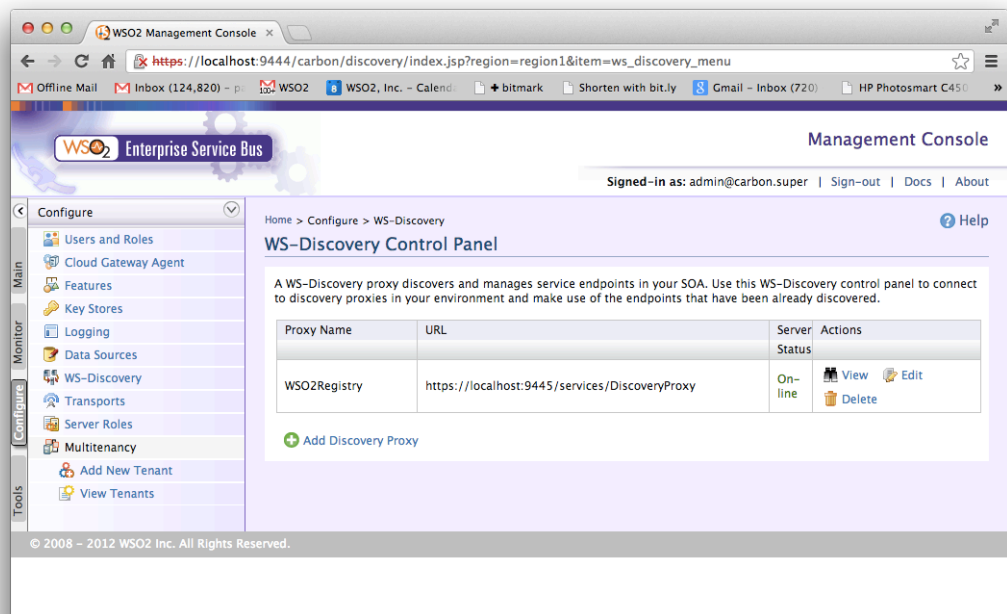 WSO2 Management Console
https://localhost:9444/carbon/discovery/index.jsp?region=region1&item=ws_discovery_menu
Offline Mail Inbox (124,820) – WSO2 WSO2, Inc. – Calend bitmark Shorten with bit.ly Gmail – Inbox (720) HP Photosmart C450 »
WSO2 Enterprise Service Bus
Management Console
Signed-in as: admin@carbon.super | Sign-out | Docs | About
Main
Monitor
Configure
Tools
Configure
Users and Roles
Cloud Gateway Agent
Features
Key Stores
Logging
Data Sources
WS-Discovery
Transports
Server Roles
Multitenancy
Add New Tenant
View Tenants
Home > Configure > WS-Discovery
Help
WS-Discovery Control Panel
A WS-Discovery proxy discovers and manages service endpoints in your SOA. Use this WS-Discovery control panel to connect
to discovery proxies in your environment and make use of the endpoints that have been already discovered.
Proxy Name URL Server Actions
Status
WSO2Registry https://localhost:9445/services/DiscoveryProxy On-
line View Edit
Delete
Add Discovery Proxy
© 2008 – 2012 WSO2 Inc. All Rights Reserved.